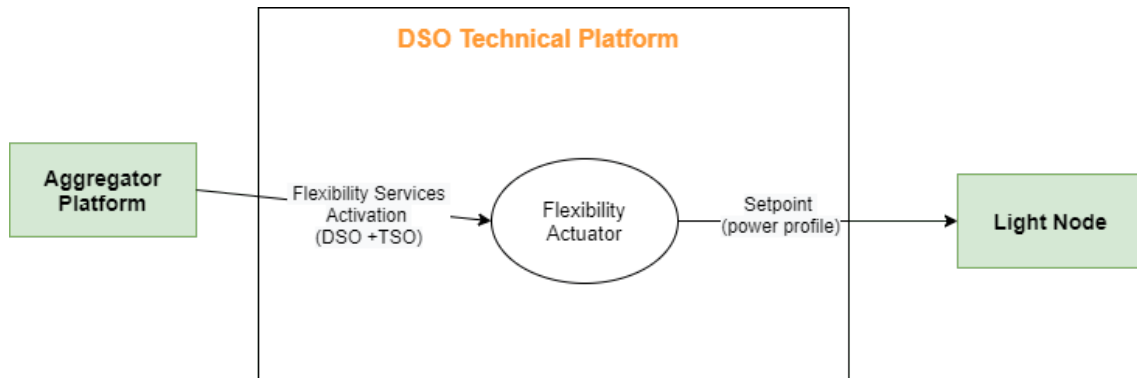 DSO Technical Platform
Aggregator
Platform
Flexibility Services
Activation
(DSO +TSO)
Flexibility
Actuator
Setpoint
(power profile)
Light Node